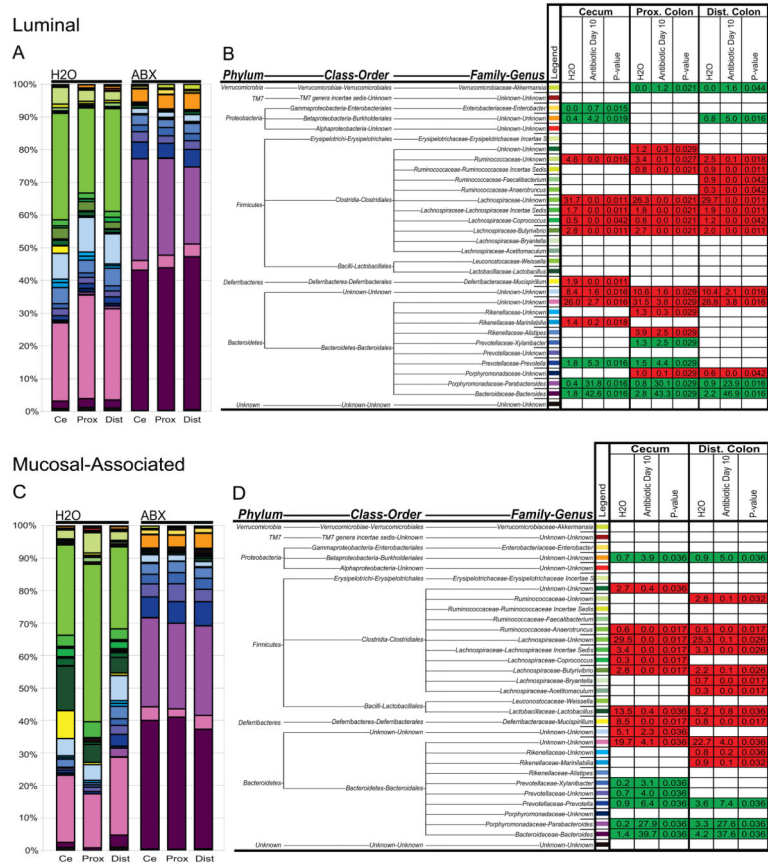 Luminal
A
H2O ABX
100%
90%
80%
70%
60%
50%
40%
30%
20%
10%
0%
Ce Prox Dist Ce Prox Dist
B
Cecum Prox. Colon Dist. Colon
Phylum Class-Order Family-Genus Legend H2O Antibiotic Day 10 P-value H2O Antibiotic Day 10 P-value H2O Antibiotic Day 10 P-value
Verrucomicrobia Verrucomicrobiae-Verrucomicrobiales Verrucomicrobiaceae-Akkermansia 0.0 1.2 0.021 0.0 1.6 0.044
TM7 TM7 genera incertae sedis-Unknown Unknown-Unknown
Gammaproteobacteria-Enterobacteriales Enterobacteriaceae-Enterobacter 0.0 0.7 0.015
Proteobacteria Betaproteobacteria-Burkholderiales Unknown-Unknown 0.4 4.2 0.019 0.8 5.0 0.016
Alphaproteobacteria-Unknown Unknown-Unknown
Erysipelotrichi-Erysipelotrichales Erysipelotrichaceae-Erysipelotrichaceae Incertae S
Unknown-Unknown 1.2 0.3 0.029
Ruminococcaceae-Unknown 4.6 0.0 0.015 3.4 0.1 0.027 2.5 0.1 0.018
Ruminococcaceae-Ruminococcaceae Incertae Sedis 0.8 0.0 0.016 0.9 0.0 0.011
Ruminococcaceae-Faecalibacterium 0.9 0.0 0.042
Ruminococcaceae-Anaerotruncus 0.3 0.0 0.042
Firmicutes Clostridia-Clostridiales Lachnospiraceae-Unknown 31.7 0.0 0.011 26.3 0.0 0.021 29.7 0.0 0.011
Lachnospiraceae-Lachnospiraceae Incertae Sedis 1.7 0.0 0.011 1.8 0.0 0.021 1.9 0.0 0.011
Lachnospiraceae-Coprococcus 0.5 0.0 0.042 0.8 0.0 0.021 1.2 0.0 0.042
Lachnospiraceae-Butyrivibrio 2.8 0.0 0.011 2.7 0.0 0.021 2.0 0.0 0.011
Lachnospiraceae-Bryantella
Lachnospiraceae-Acetitomaculum
Bacilli-Lactobacillales Leuconostocaceae-Weissella
Lactobacillaceae-Lactobacillus
Deferribacteres Deferribacteres-Deferribacterales Deferribacteraceae-Mucispirillum 1.9 0.0 0.011
Unknown-Unknown Unknown-Unknown 8.4 1.6 0.016 10.6 1.6 0.029 10.4 2.1 0.016
Unknown-Unknown 26.0 2.7 0.016 31.5 3.8 0.029 28.6 3.8 0.016
Rikenellaceae-Unknown 1.3 0.3 0.029
Rikenellaceae-Marinilabilia 1.4 0.2 0.018
Rikenellaceae-Alistipes 3.9 2.5 0.029
Bacteroidetes Bacteroidetes-Bacteroidales Prevotellaceae-Xylanibacter 1.3 2.5 0.029
Prevotellaceae-Unknown
Prevotellaceae-Prevotella 1.8 5.3 0.016 1.5 4.4 0.029
Porphyromonadaceae-Unknown 1.0 0.1 0.029 0.6 0.0 0.042
Porphyromonadaceae-Parabacteroides 0.4 31.8 0.016 0.8 30.1 0.029 0.9 23.9 0.016
Bacteroidaceae-Bacteroides 1.8 42.6 0.016 2.8 43.3 0.029 2.2 46.9 0.016
Unknown Unknown-Unknown Unknown-Unknown
Mucosal-Associated
C
H2O ABX
100%
90%
80%
70%
60%
50%
40%
30%
20%
10%
0%
Ce Prox Dist Ce Prox Dist
D
Cecum Dist. Colon
Phylum Class-Order Family-Genus Legend H2O Antibiotic Day 10 P-value H2O Antibiotic Day 10 P-value
Verrucomicrobia Verrucomicrobiae-Verrucomicrobiales Verrucomicrobiaceae-Akkermansia
TM7 TM7 genera incertae sedis-Unknown Unknown-Unknown
Gammaproteobacteria-Enterobacteriales Enterobacteriaceae-Enterobacter
Proteobacteria Betaproteobacteria-Burkholderiales Unknown-Unknown 0.7 3.9 0.036 0.9 5.0 0.036
Alphaproteobacteria-Unknown Unknown-Unknown
Erysipelotrichi-Erysipelotrichales Erysipelotrichaceae-Erysipelotrichaceae Incertae S
Unknown-Unknown 2.7 0.4 0.036
Ruminococcaceae-Unknown 2.8 0.1 0.032
Ruminococcaceae-Ruminococcaceae Incertae Sedis
Ruminococcaceae-Faecalibacterium
Ruminococcaceae-Anaerotruncus 0.6 0.0 0.017 0.5 0.0 0.017
Firmicutes Clostridia-Clostridiales Lachnospiraceae-Unknown 29.5 0.0 0.017 25.3 0.1 0.026
Lachnospiraceae-Lachnospiraceae Incertae Sedis 3.4 0.0 0.017 3.3 0.0 0.026
Lachnospiraceae-Coprococcus 0.3 0.0 0.017
Lachnospiraceae-Butyrivibrio 2.8 0.0 0.017 2.2 0.1 0.026
Lachnospiraceae-Bryantella 0.7 0.0 0.017
Lachnospiraceae-Acetitomaculum 0.3 0.0 0.017
Bacilli-Lactobacillales Leuconostocaceae-Weissella
Lactobacillaceae-Lactobacillus 13.5 0.4 0.036 5.2 0.8 0.036
Deferribacteres Deferribacteres-Deferribacterales Deferribacteraceae-Mucispirillum 8.5 0.0 0.017 0.8 0.0 0.017
Unknown-Unknown Unknown-Unknown 5.1 2.3 0.036
Unknown-Unknown 19.7 4.1 0.036 22.7 4.0 0.036
Rikenellaceae-Unknown 0.8 0.2 0.036
Rikenellaceae-Marinilabilia 0.9 0.1 0.032
Rikenellaceae-Alistipes
Bacteroidetes Bacteroidetes-Bacteroidales Prevotellaceae-Xylanibacter 0.2 3.1 0.036
Prevotellaceae-Unknown 0.7 4.0 0.036
Prevotellaceae-Prevotella 0.9 6.4 0.036 3.6 7.4 0.036
Porphyromonadaceae-Unknown
Porphyromonadaceae-Parabacteroides 0.2 27.9 0.036 3.3 27.6 0.036
Bacteroidaceae-Bacteroides 1.4 39.7 0.036 4.2 37.6 0.036
Unknown Unknown-Unknown Unknown-Unknown